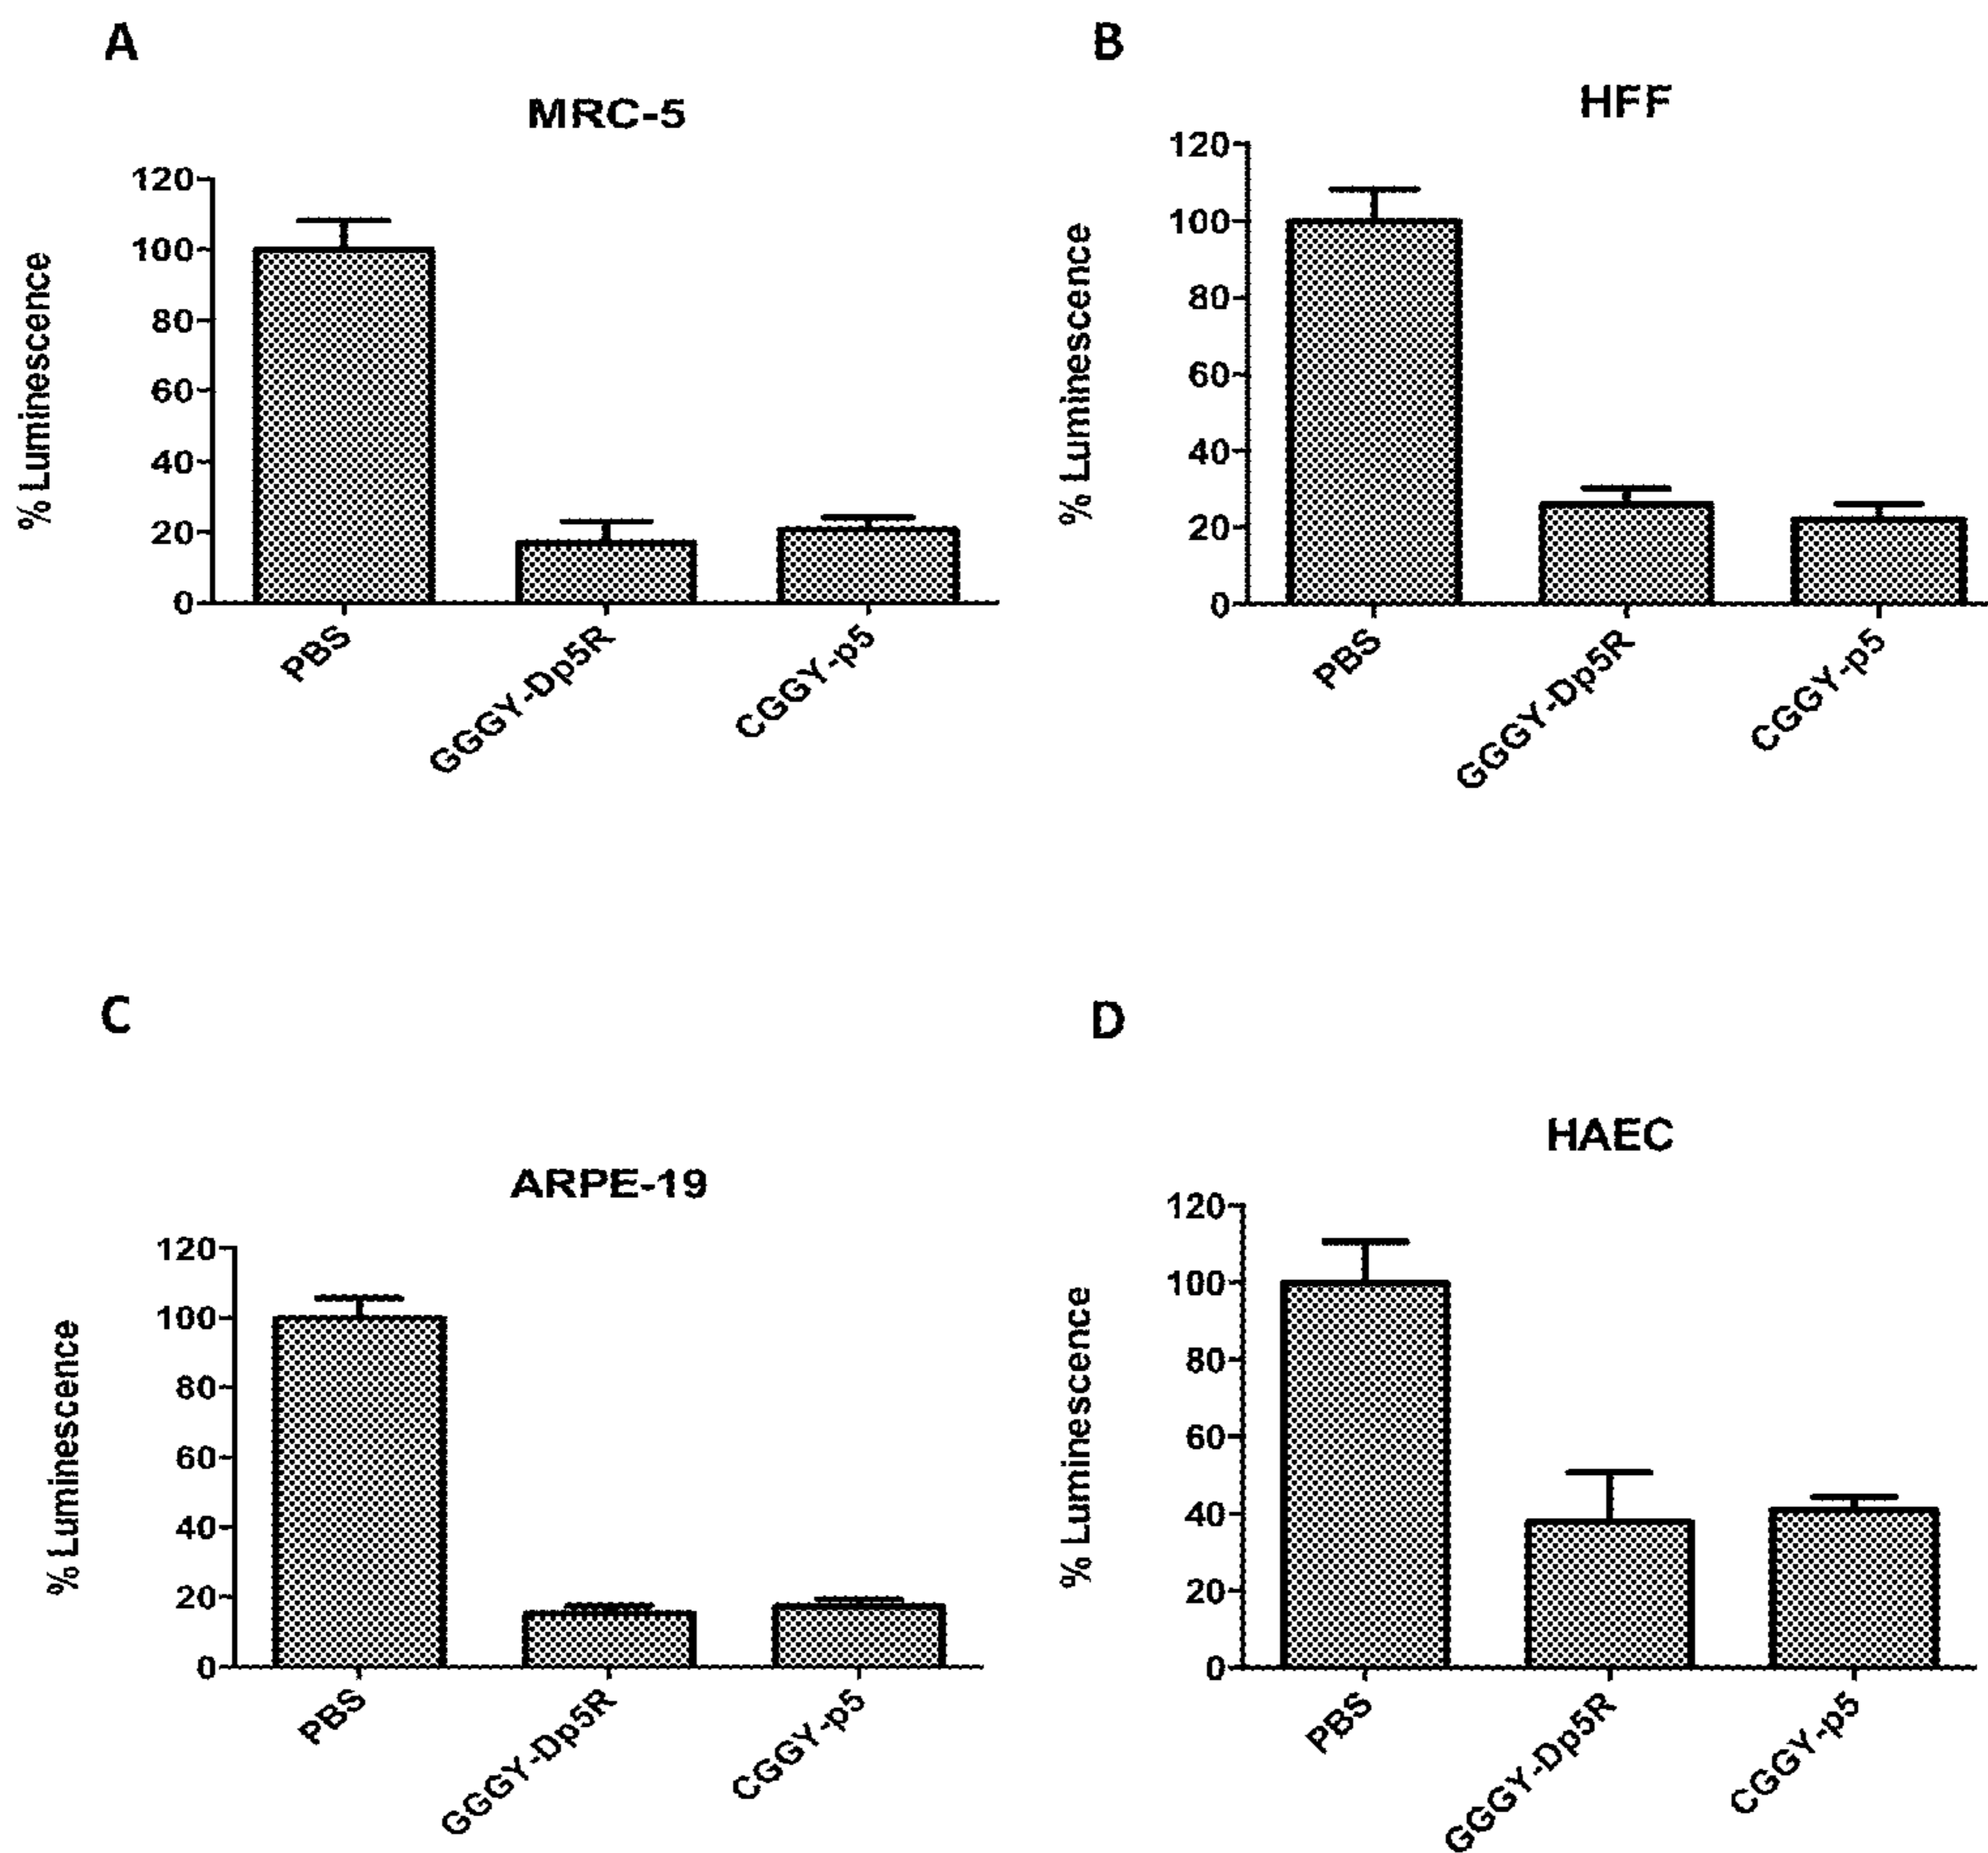 A
MRC-5
% Luminescence
120
100
80
60
40
20
0
PBS
GGGY-Dp5R
CGGY-p5
B
HFF
% Luminescence
120
100
80
60
40
20
0
PBS
GGGY-Dp5R
CGGY-p5
C
ARPE-19
% Luminescence
120
100
80
60
40
20
0
PBS
GGGY-Dp5R
CGGY-p5
D
HAEC
% Luminescence
120
100
80
60
40
20
0
PBS
GGGY-Dp5R
CGGY-p5